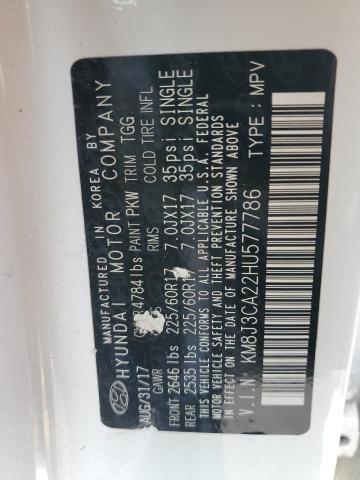 MANUFACTURED IN KOREA BY
HYUNDAI MOTOR COMPANY
AUG/31/17 4784 lbs PAINT PKW TRIM TGG
GAWR RIMS COLD TIRE INFL
FRONT 2646 lbs 225/60R17 7.0JX17 35psi SINGLE
REAR 2535 lbs 225/60R17 7.0JX17 35psi SINGLE
THIS VEHICLE CONFORMS TO ALL APPLICABLE U.S.A. FEDERAL
MOTOR VEHICLE SAFETY AND THEFT PREVENTION STANDARDS
IN EFFECT ON THE DATE OF MANUFACTURE SHOWN ABOVE.
V.I.N: KM8J3CA22HU577786 TYPE : MPV